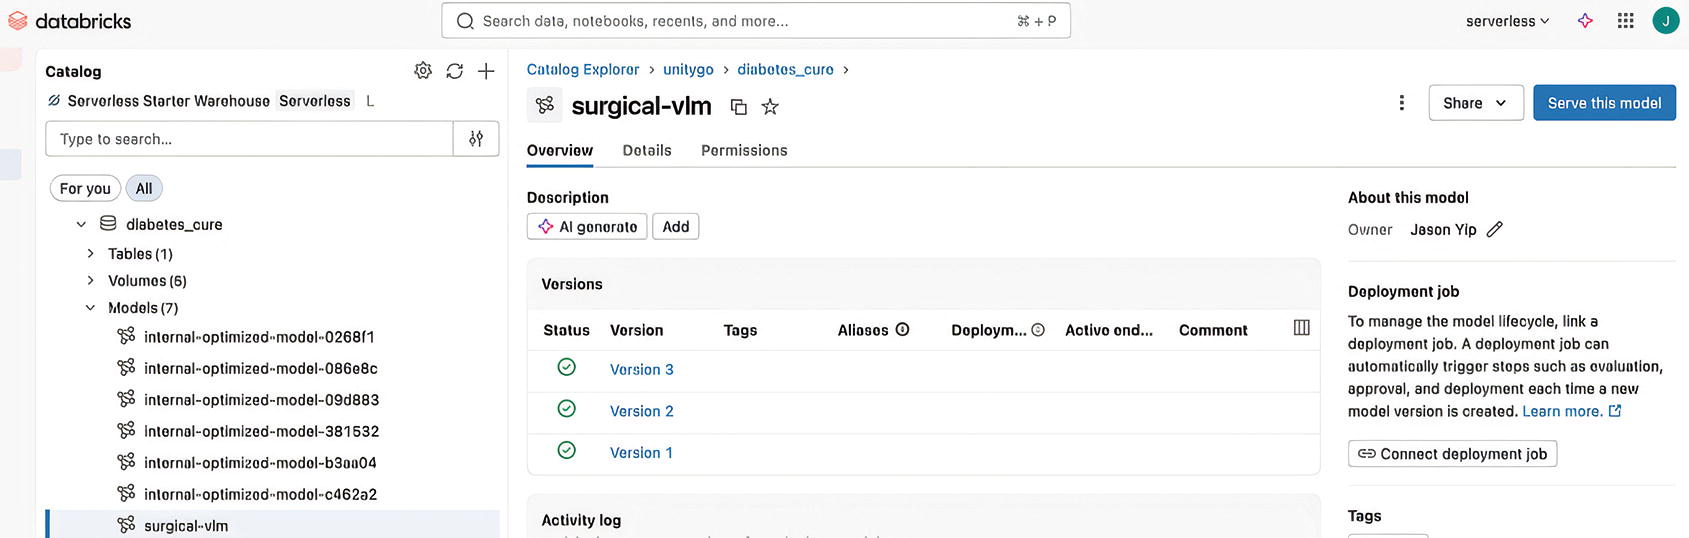 databricks
Search data, notebooks, recents, and more...
⌘ + P
serverless
J
Catalog
Serverless Starter Warehouse Serverless L
Type to search...
For you
All
diabetes_cure
Tables (1)
Volumes (6)
Models (7)
internal-optimized-model-0268f1
internal-optimized-model-086e8c
internal-optimized-model-09d883
internal-optimized-model-381532
internal-optimized-model-b3aa04
internal-optimized-model-c462a2
surgical-vlm
Catalog Explorer > unitygo > diabetes_cure >
surgical-vlm
Share
Serve this model
Overview Details Permissions
Description
AI generate
Add
Versions
Status Version Tags Aliases Deploym... Active end... Comment
Version 3
Version 2
Version 1
Activity log
About this model
Owner Jason Yip
Deployment job
To manage the model lifecycle, link a
deployment job. A deployment job can
automatically trigger steps such as evaluation,
approval, and deployment each time a new
model version is created. Learn more.
Connect deployment job
Tags